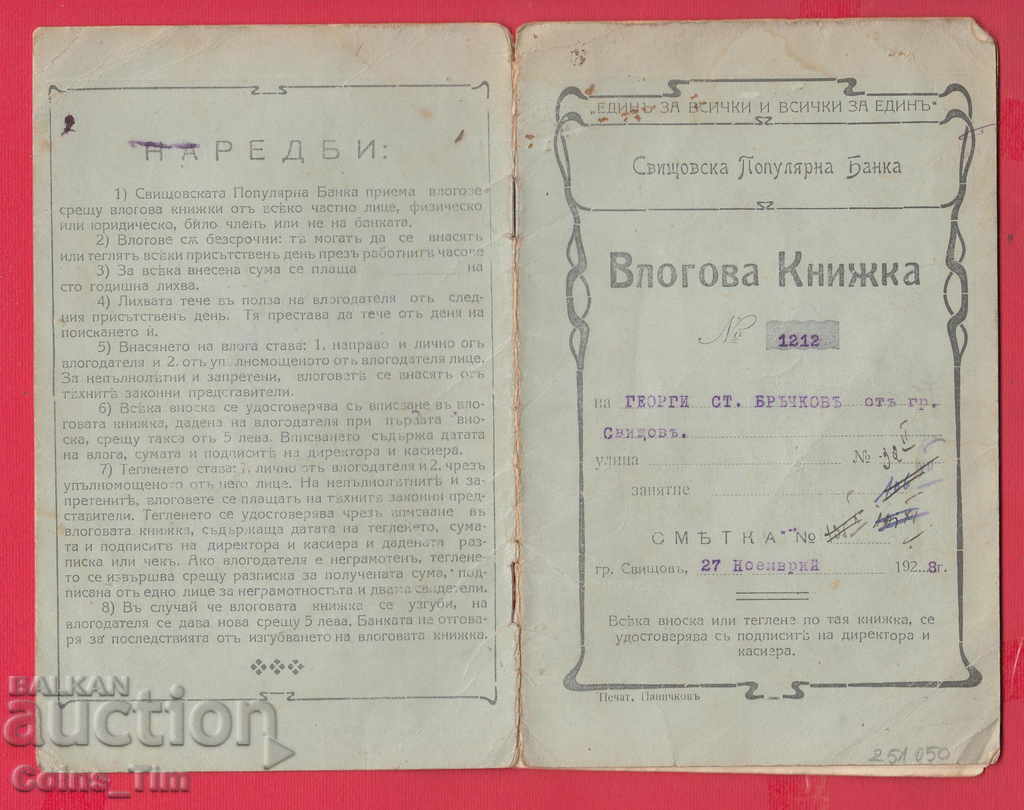 НАРЕДБИ:
1) Свищовската Популярна Банка приема влогове
срещу влогова книжки отъ всѣко частно лице, физическо
или юридическо, било членъ или не на банката.
2) Влогове сѫ безсрочни: тѣ могатъ да се внасятъ
или теглятъ всѣки присѫтственъ день презъ работнитѣ часове
3) За всѣка внесена сума се плаща на
сто годишна лихва.
4) Лихвата тече въ полза на влогодателя отъ след-
ния присѫтственъ день. Тя престава да тече отъ деня на
поискането ѝ.
5) Внасянето на влога става: 1. направо и лично отъ
влогодателя и 2. отъ упълномощеното отъ влогодателя лице.
За непълнолѣтни и запретени, влоговетѣ се внасятъ отъ
тѣхнитѣ законни представители.
6) Всѣка вноска се удостоверява съ вписване въ вло-
говата книжка, дадена на влогодателя при първата вно-
ска, срещу такса отъ 5 лева. Вписването съдържа датата
на влога, сумата и подписитѣ на директора и касиера.
7) Тегленето става: 1. лично отъ влогодателя и 2. чрезъ
упълномощеното отъ него лице. На непълнолѣтнитѣ и за-
претенитѣ, влоговете се плащатъ на тѣхнитѣ законни пред-
ставители. Тегленето се удостоверява чрезъ вписване въ
влоговата книжка, съдържаща датата на теглението, сума-
та и подписитѣ на директора и касиера и дадената раз-
писка или чекъ. Ако влогодателя е неграмотенъ, теглене-
то се извършва срещу разписка за получената сума, под-
писана отъ едно лице за неграмотностьта и двама свидетели.
8) Въ случай че влоговата книжка се узгуби, на
влогодателя се дава нова срещу 5 лева. Банката не отгова-
ря за последствията отъ изгубването на влоговата книжка.
„ЕДИНЪ ЗА ВСИЧКИ И ВСИЧКИ ЗА ЕДИНЪ“
Свищовска Популярна Банка
Влогова Книжка
№ 1212
на ГЕОРГИ СТ. БРЪЧКОВЪ отъ гр.
Свищовъ.
улица № 32
занятие
СМѢТКА №
гр. Свищовъ, 27 Ноемврий 1928г.
Всѣка вноска или теглене по тая книжка, се
удостоверява съ подписитѣ на директора и
касиера.
Печат. Паничковъ
251050
BALKAN
auction
Coins_Tim